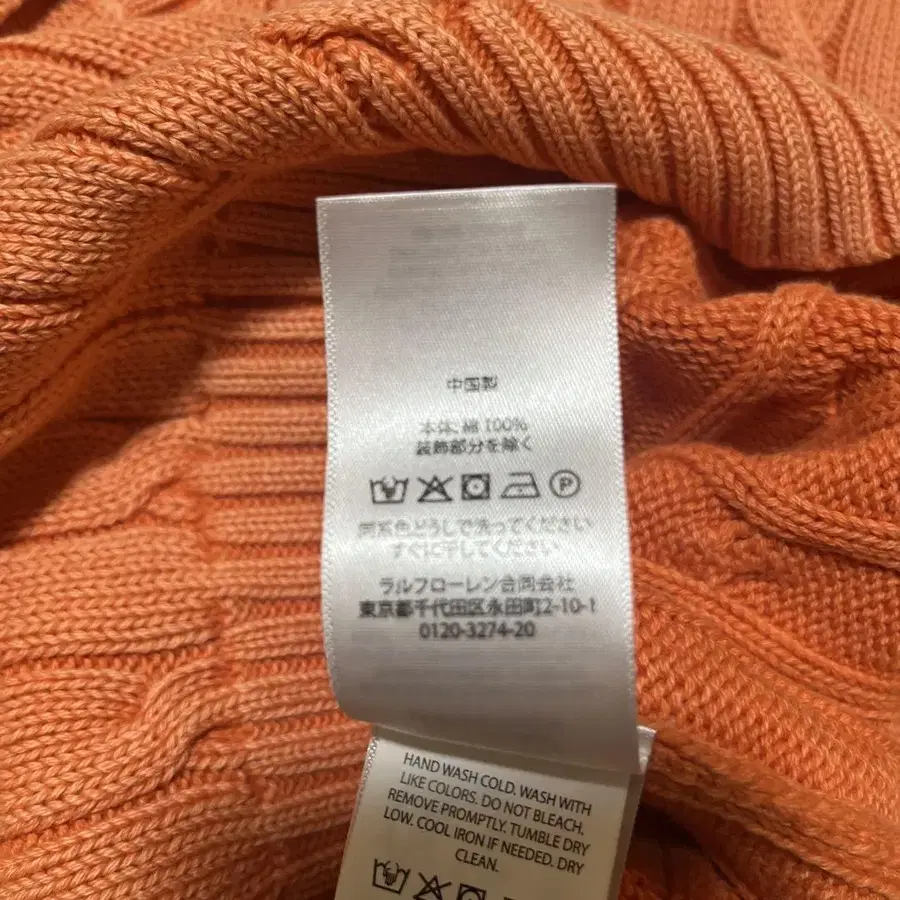 中国製
本体: 綿 100%
装飾部分を除く
P
同系色どうしで洗ってください
すぐに干してください
ラルフローレン合同会社
東京都千代田区永田町2-10-1
0120-3274-20
HAND WASH COLD. WASH WITH
LIKE COLORS. DO NOT BLEACH.
REMOVE PROMPTLY. TUMBLE DRY
LOW. COOL IRON IF NEEDED. DRY
CLEAN.